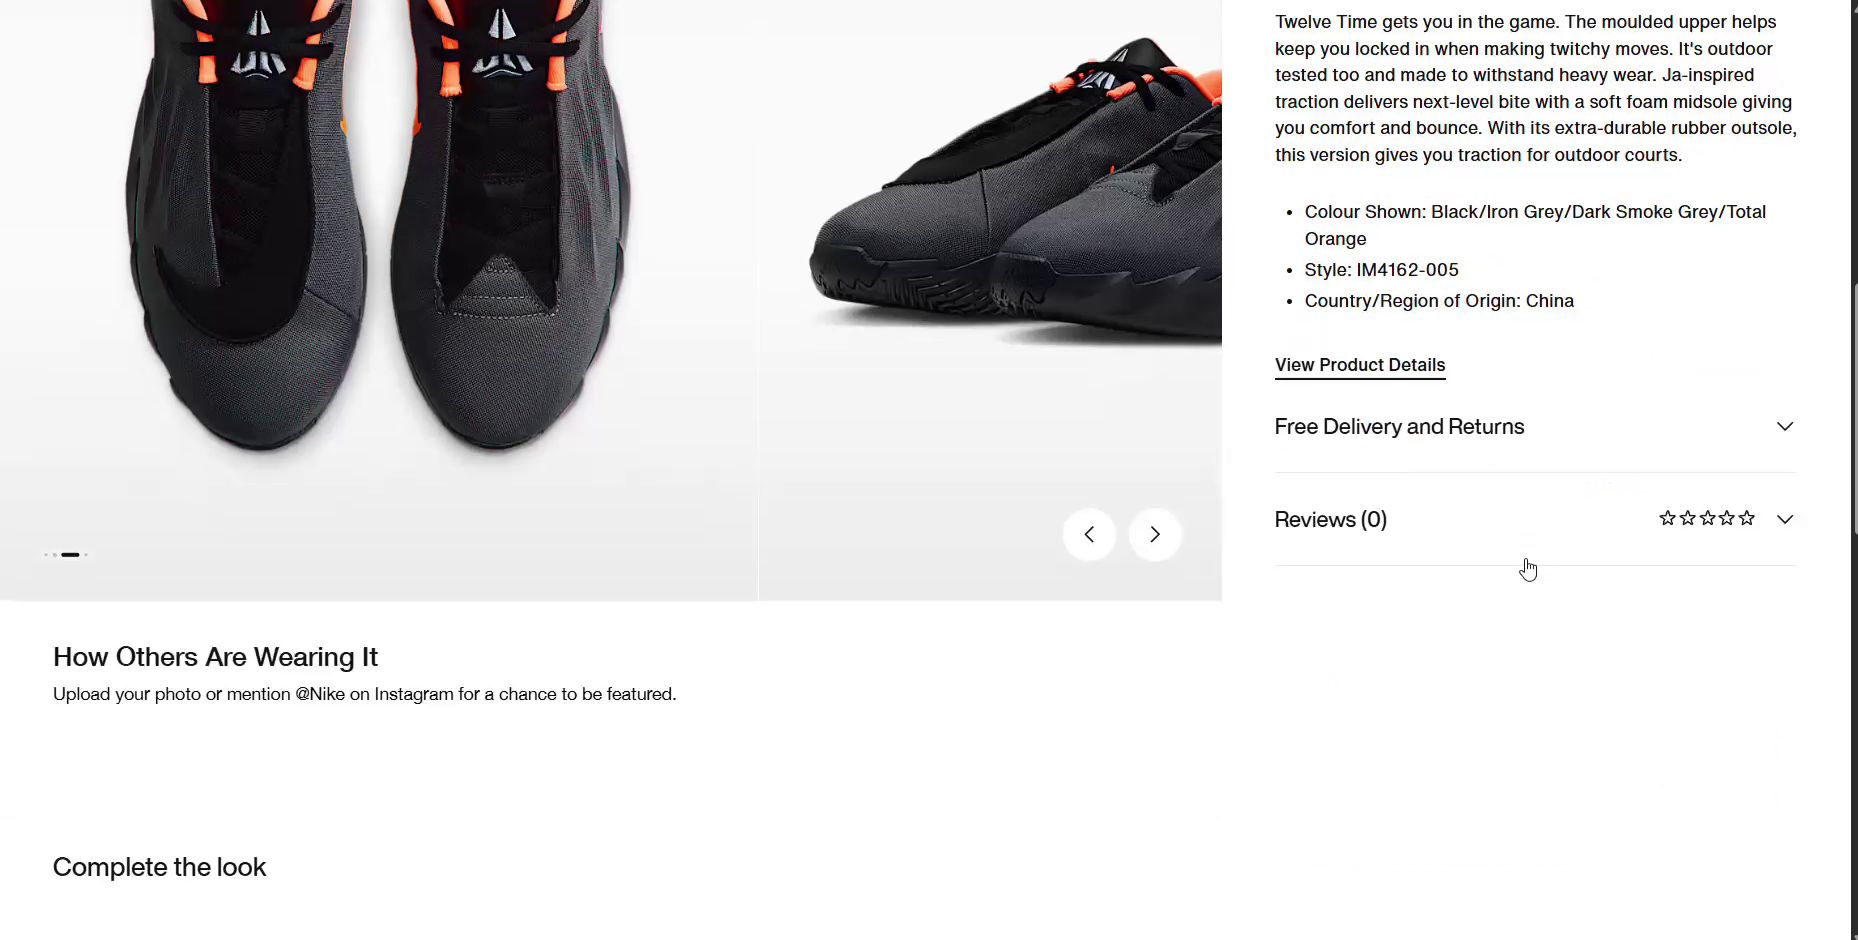 Twelve Time gets you in the game. The moulded upper helps
keep you locked in when making twitchy moves. It's outdoor
tested too and made to withstand heavy wear. Ja-inspired
traction delivers next-level bite with a soft foam midsole giving
you comfort and bounce. With its extra-durable rubber outsole,
this version gives you traction for outdoor courts.
• Colour Shown: Black/Iron Grey/Dark Smoke Grey/Total
Orange
• Style: IM4162-005
• Country/Region of Origin: China
View Product Details
Free Delivery and Returns
Reviews (0)
How Others Are Wearing It
Upload your photo or mention @Nike on Instagram for a chance to be featured.
Complete the look